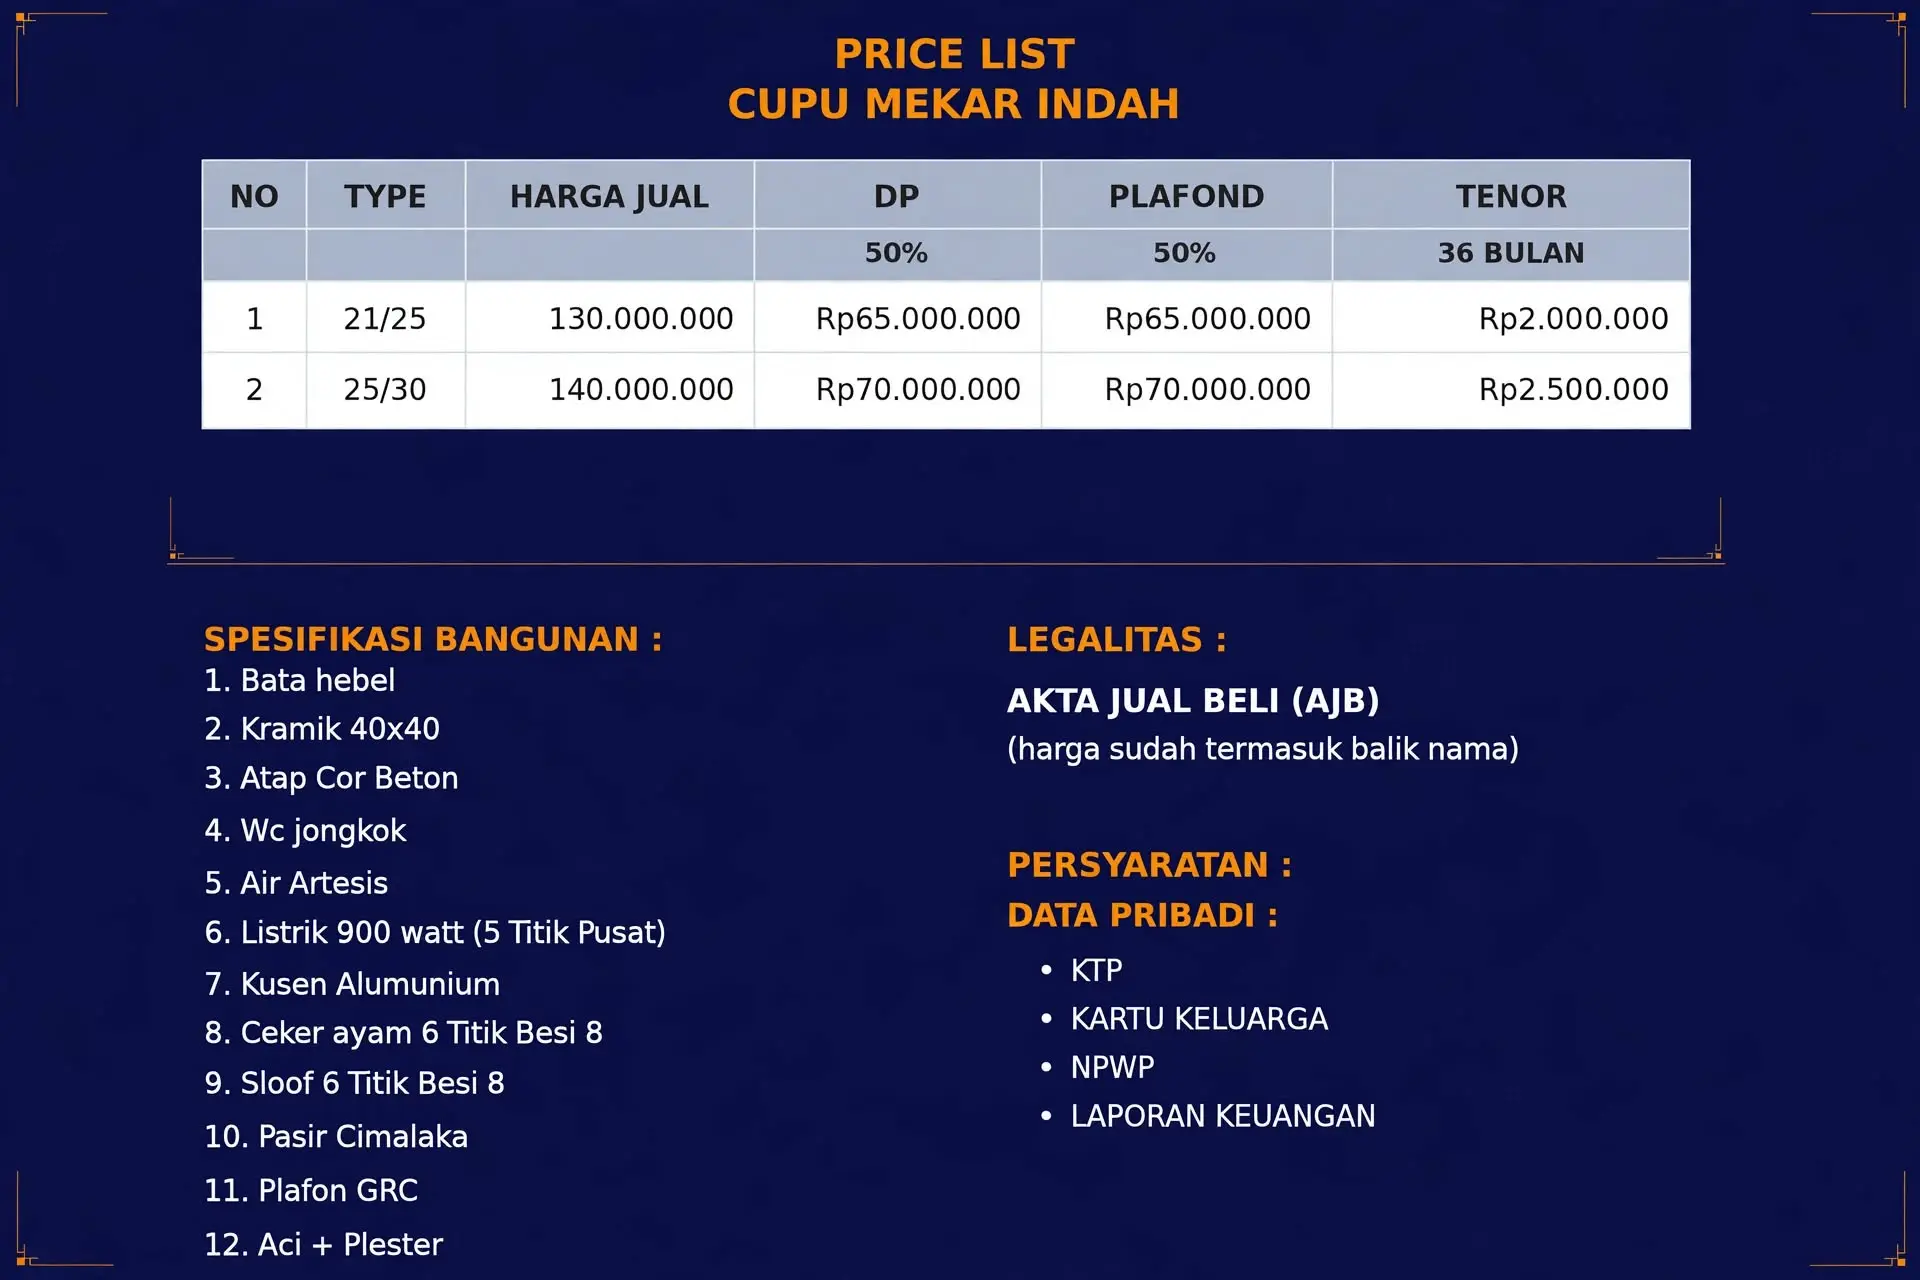 PRICE LIST
CUPU MEKAR INDAH
NO TYPE HARGA JUAL DP PLAFOND TENOR
50% 50% 36 BULAN
1 21/25 130.000.000 Rp65.000.000 Rp65.000.000 Rp2.000.000
2 25/30 140.000.000 Rp70.000.000 Rp70.000.000 Rp2.500.000
SPESIFIKASI BANGUNAN :
1. Bata hebel
2. Kramik 40x40
3. Atap Cor Beton
4. Wc jongkok
5. Air Artesis
6. Listrik 900 watt (5 Titik Pusat)
7. Kusen Alumunium
8. Ceker ayam 6 Titik Besi 8
9. Sloof 6 Titik Besi 8
10. Pasir Cimalaka
11. Plafon GRC
12. Aci + Plester
LEGALITAS :
AKTA JUAL BELI (AJB)
(harga sudah termasuk balik nama)
PERSYARATAN :
DATA PRIBADI :
• KTP
• KARTU KELUARGA
• NPWP
• LAPORAN KEUANGAN